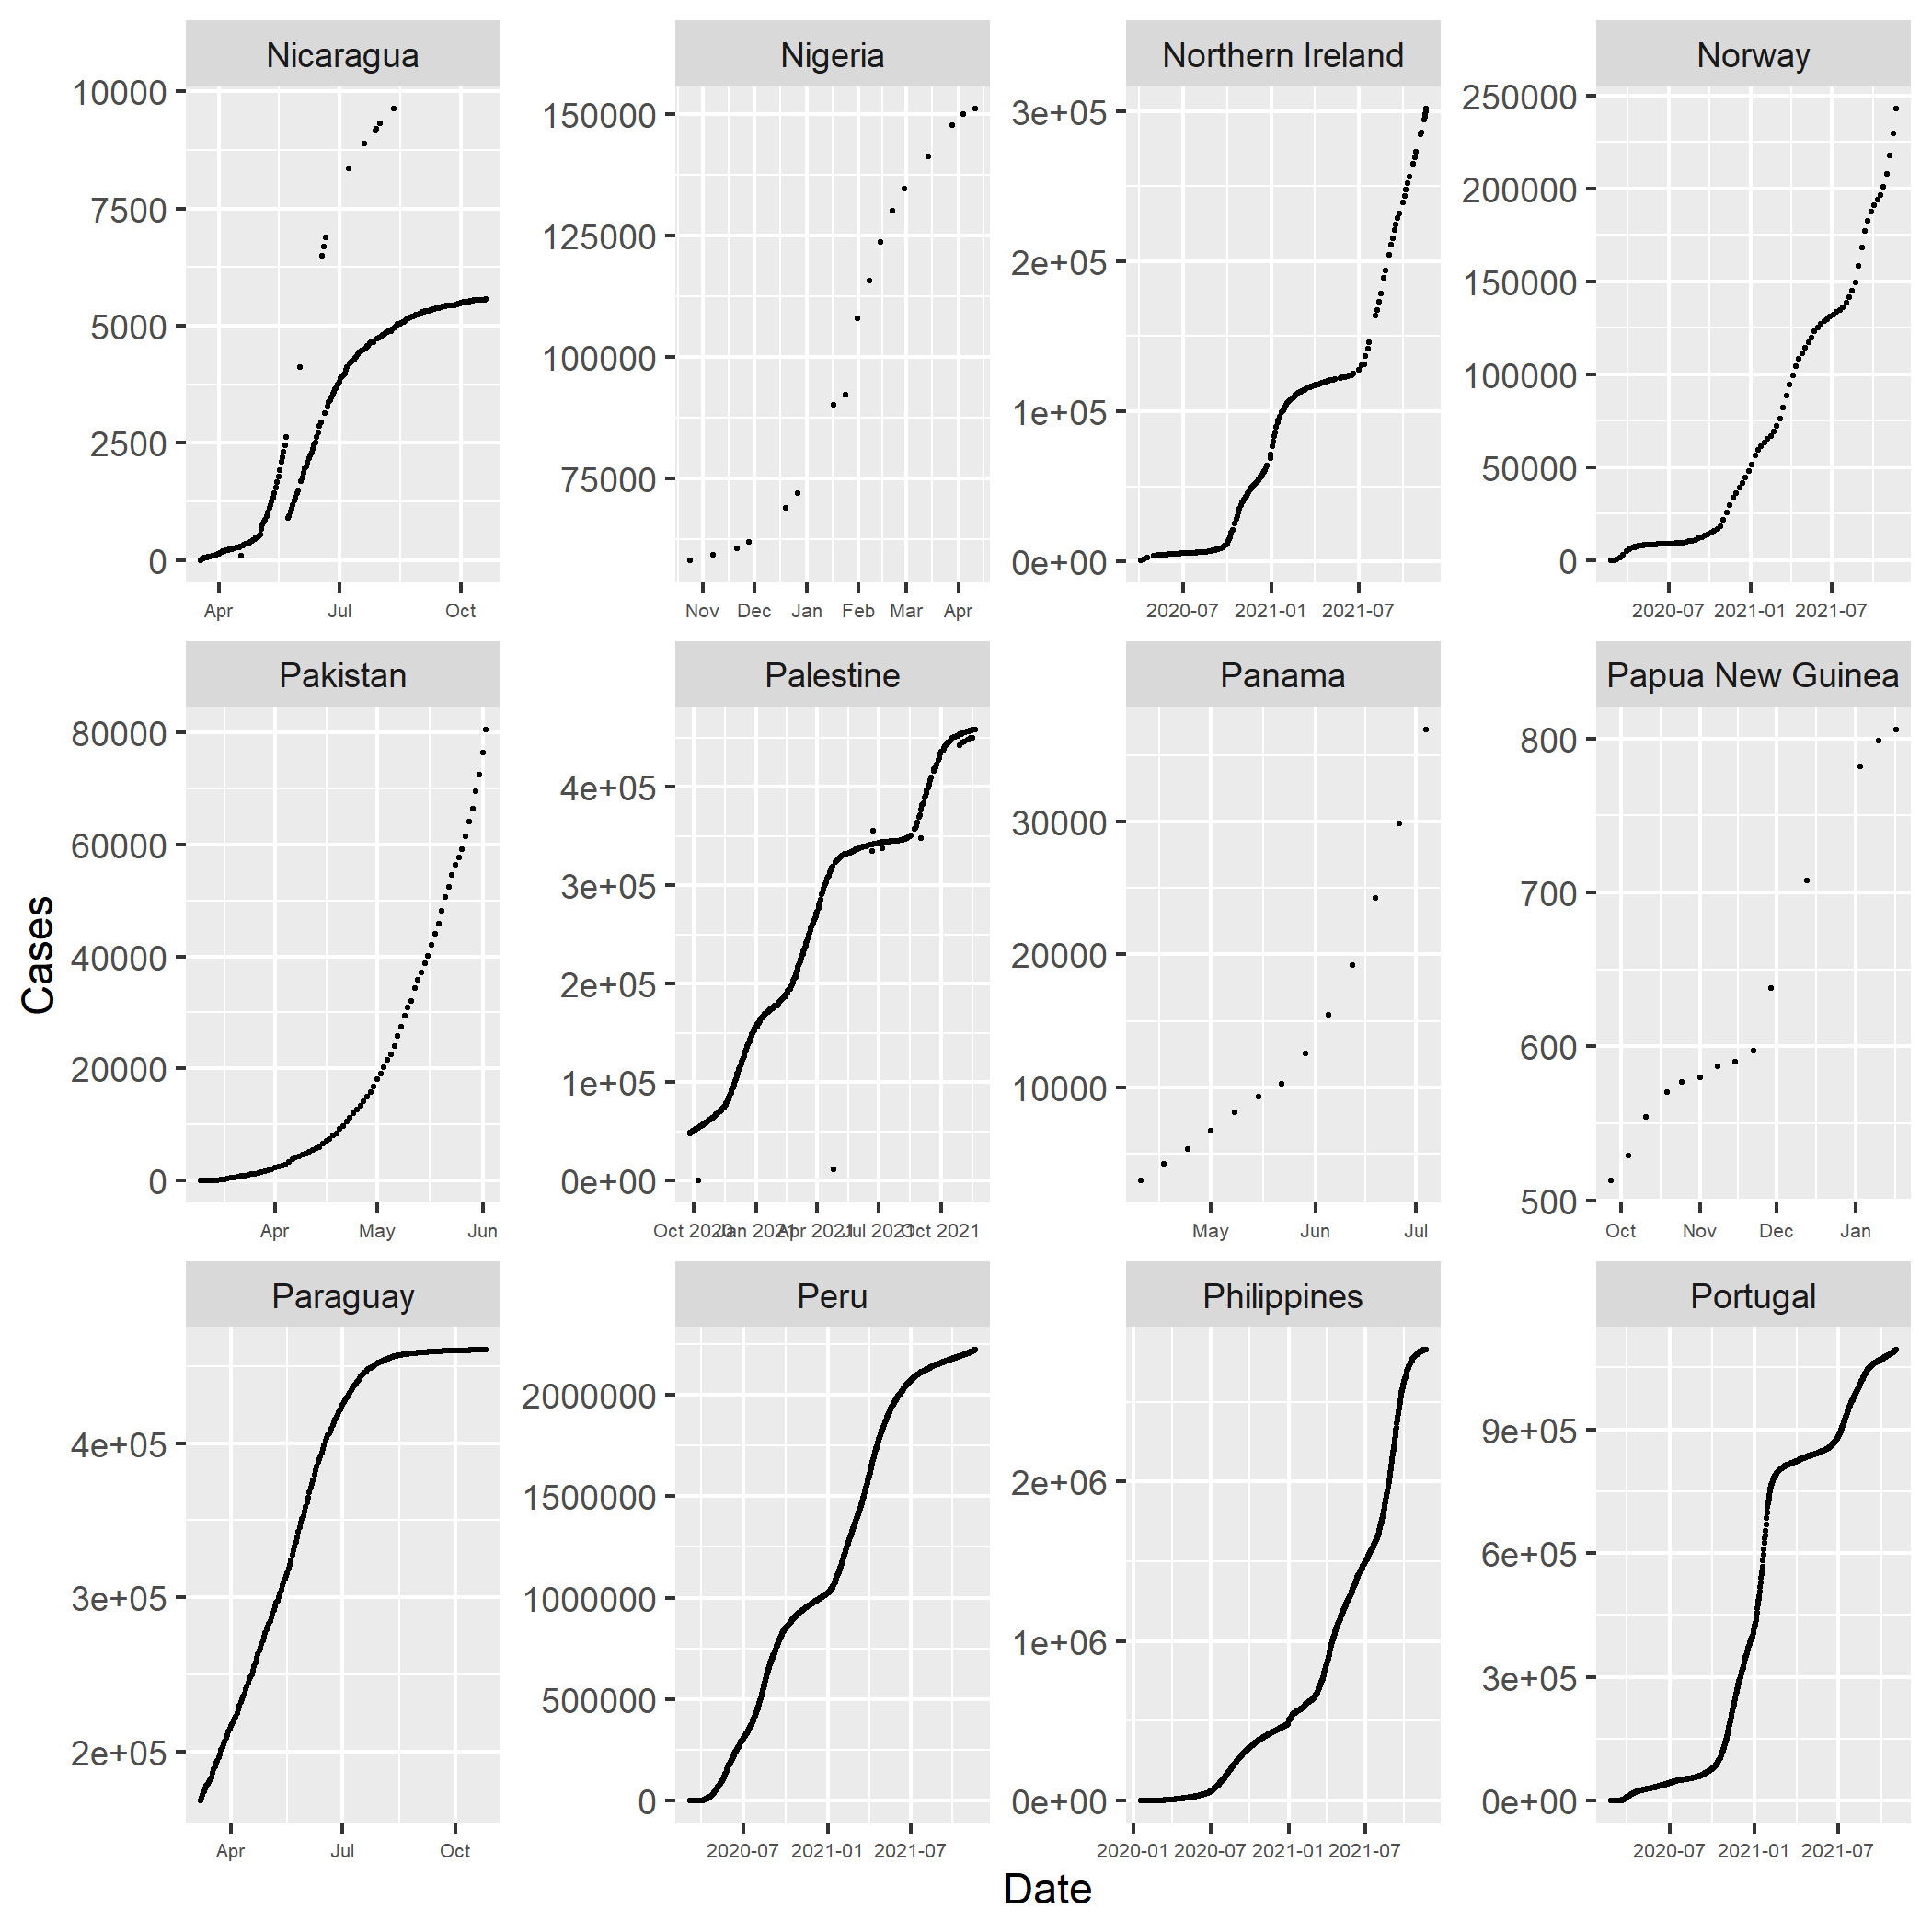 Nicaragua
Nigeria
Northern Ireland
Norway
10000
7500
5000
2500
0
150000
125000
100000
75000
3e+05
2e+05
1e+05
0e+00
250000
200000
150000
100000
50000
0
Apr Jul Oct
Nov Dec Jan Feb Mar Apr
2020-07 2021-01 2021-07
2020-07 2021-01 2021-07
Pakistan
Palestine
Panama
Papua New Guinea
80000
60000
40000
20000
0
4e+05
3e+05
2e+05
1e+05
0e+00
30000
20000
10000
800
700
600
500
Apr May Jun
Oct 2020 Jan 2021 Apr 2021 Jul 2021 Oct 2021
May Jun Jul
Oct Nov Dec Jan
Paraguay
Peru
Philippines
Portugal
4e+05
3e+05
2e+05
2000000
1500000
1000000
500000
0
2e+06
1e+06
0e+00
9e+05
6e+05
3e+05
0e+00
Apr Jul Oct
2020-07 2021-01 2021-07
2020-01 2020-07 2021-01 2021-07
2020-07 2021-01 2021-07
Cases
Date